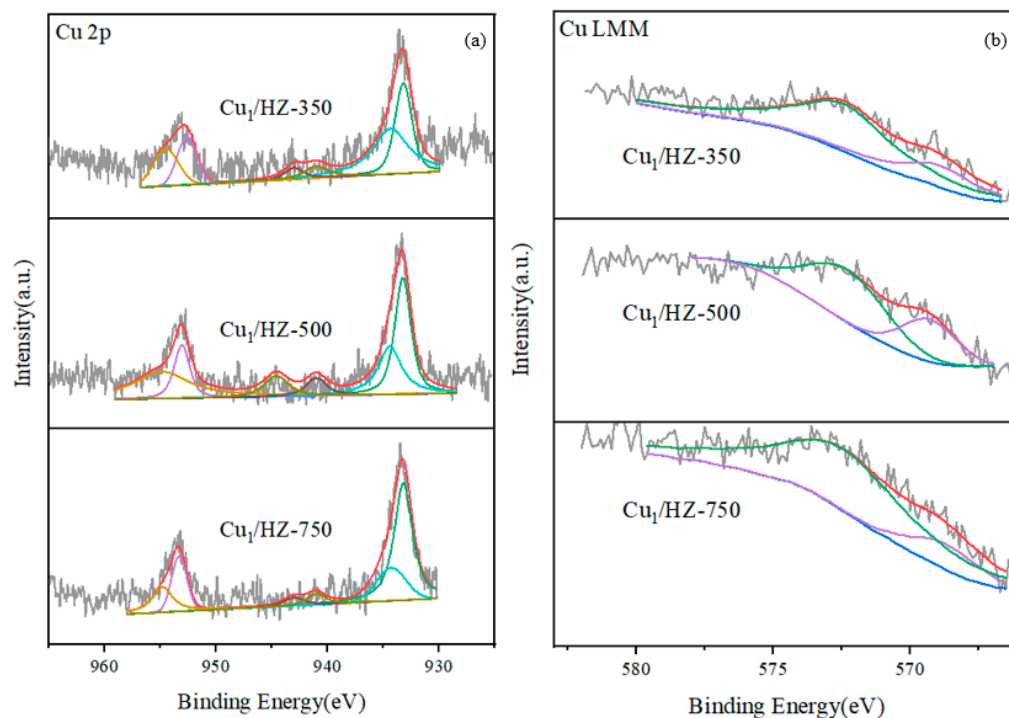 Cu 2p
(a)
Cu₁/HZ-350
Cu₁/HZ-500
Cu₁/HZ-750
Intensity(a.u.)
960
950
940
930
Binding Energy(eV)
Cu LMM
(b)
Cu₁/HZ-350
Cu₁/HZ-500
Cu₁/HZ-750
Intensity(a.u.)
580
575
570
Binding Energy(eV)